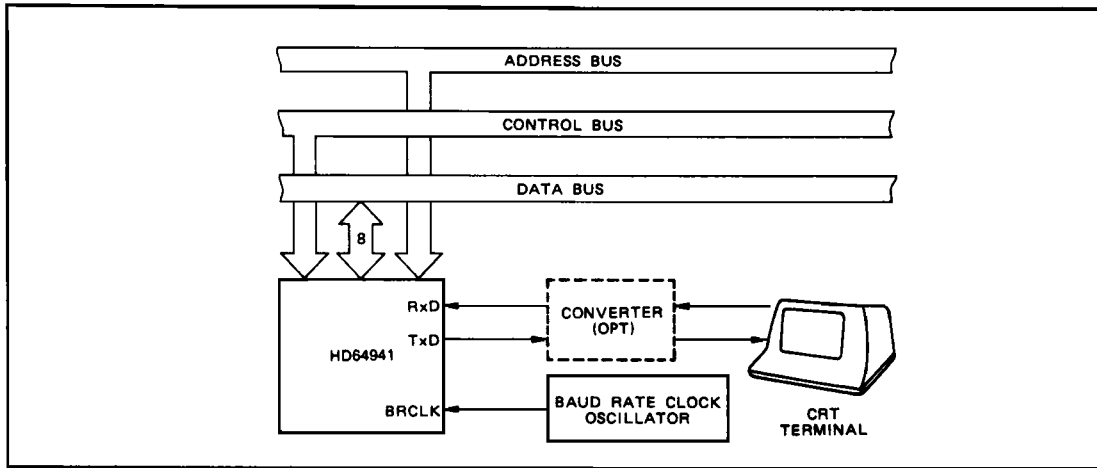 ADDRESS BUS
CONTROL BUS
DATA BUS
8
RxD
TxD
HD64941
BRCLK
CONVERTER
(OPT)
BAUD RATE CLOCK
OSCILLATOR
CRT
TERMINAL